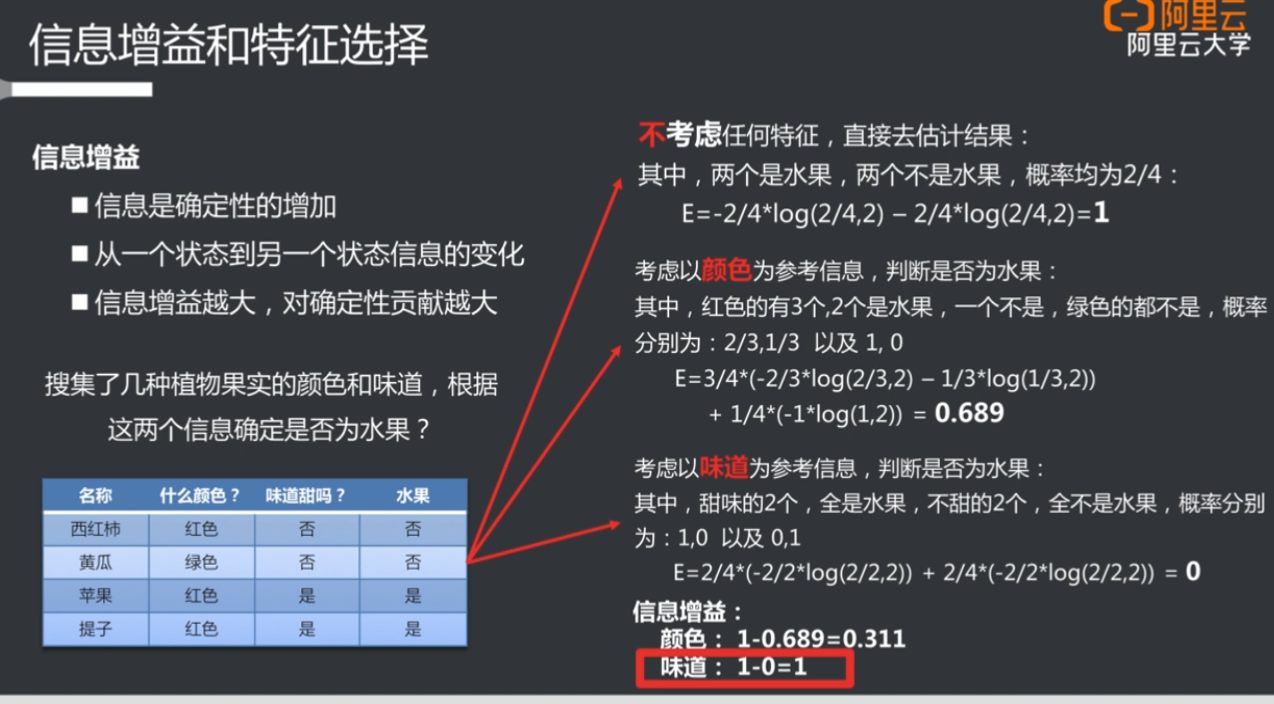 信息增益和特征选择
阿里云
阿里云大学
信息增益
■ 信息是确定性的增加
■ 从一个状态到另一个状态信息的变化
■ 信息增益越大，对确定性贡献越大
搜集了几种植物果实的颜色和味道，根据
这两个信息确定是否为水果？
名称 什么颜色？ 味道甜吗？ 水果
西红柿 红色 否 否
黄瓜 绿色 否 否
苹果 红色 是 是
提子 红色 是 是
不考虑任何特征，直接去估计结果：
其中，两个是水果，两个不是水果，概率均为2/4：
E=-2/4*log(2/4,2) – 2/4*log(2/4,2)=1
考虑以颜色为参考信息，判断是否为水果：
其中，红色的有3个,2个是水果，一个不是，绿色的都不是，概率
分别为：2/3,1/3 以及 1, 0
E=3/4*(-2/3*log(2/3,2) – 1/3*log(1/3,2))
+ 1/4*(-1*log(1,2)) = 0.689
考虑以味道为参考信息，判断是否为水果：
其中，甜味的2个，全是水果，不甜的2个，全不是水果，概率分别
为：1,0 以及 0,1
E=2/4*(-2/2*log(2/2,2)) + 2/4*(-2/2*log(2/2,2)) = 0
信息增益：
颜色： 1-0.689=0.311
味道： 1-0=1